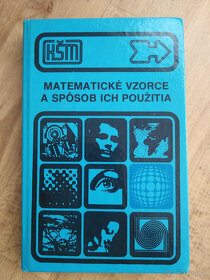 KŠM
MATEMATICKÉ VZORCE
A SPÔSOB ICH POUŽITIA